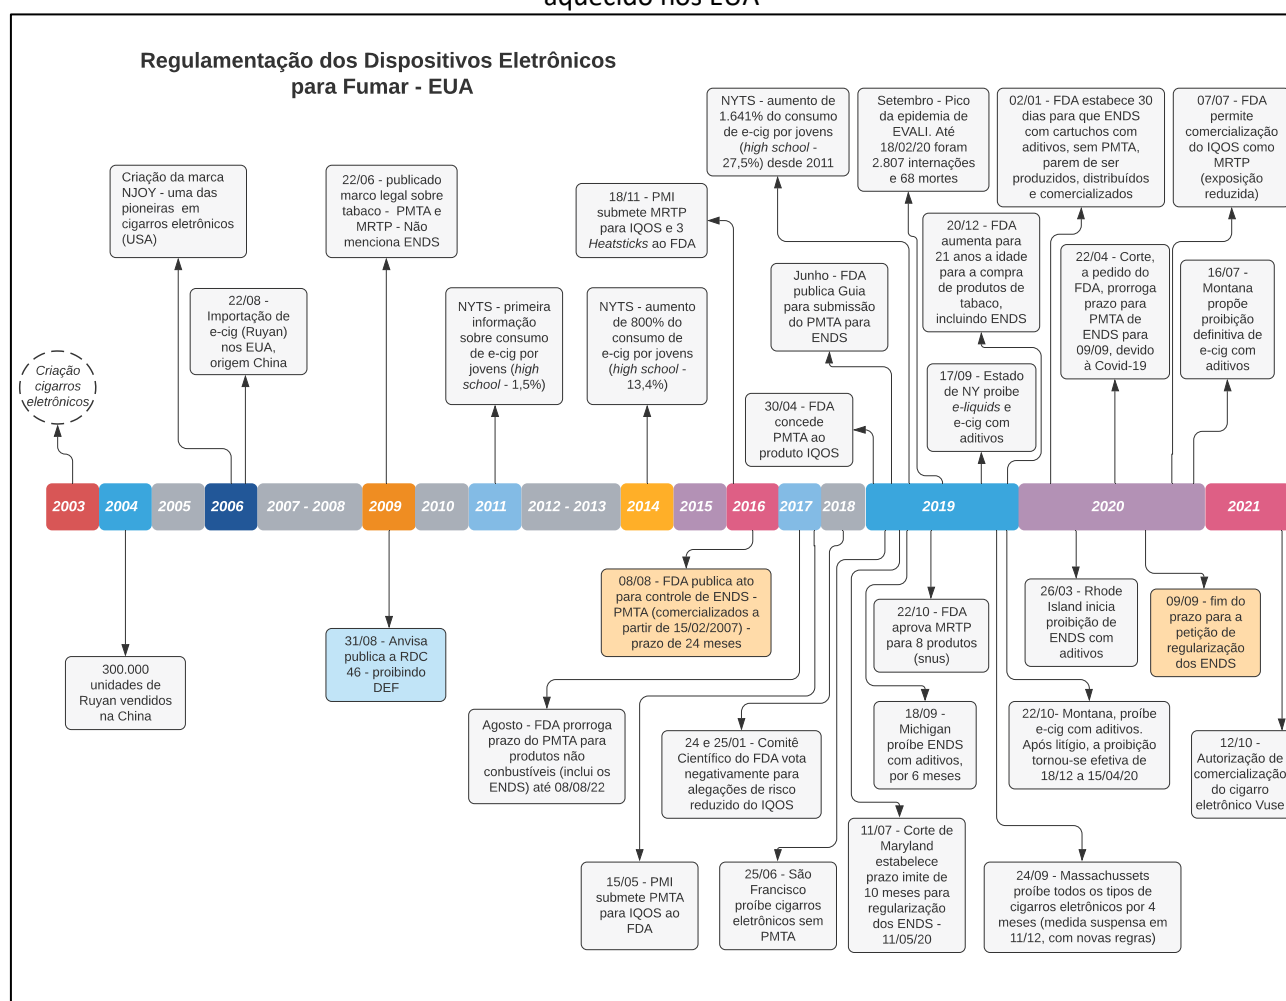 aquecido nos EUA
Regulamentação dos Dispositivos Eletrônicos
para Fumar - EUA
Criação da marca
NJOY - uma das
pioneiras em
cigarros eletrônicos
(USA)
22/06 - publicado
marco legal sobre
tabaco - PMTA e
MRTP - Não
menciona ENDS
18/11 - PMI
submete MRTP
para IQOS e 3
Heatsticks ao FDA
NYTS - aumento de
1.641% do consumo
de e-cig por jovens
(high school -
27,5%) desde 2011
Setembro - Pico
da epidemia de
EVALI. Até
18/02/20 foram
2.807 internações
e 68 mortes
02/01 - FDA estabece 30
dias para que ENDS
com cartuchos com
aditivos, sem PMTA,
parem de ser
produzidos, distribuídos
e comercializados
07/07 - FDA
permite
comercialização
do IQOS como
MRTP
(exposição
reduzida)
22/08 -
Importação de
e-cig (Ruyan)
nos EUA,
origem China
NYTS - primeira
informação
sobre consumo
de e-cig por
jovens (high
school - 1,5%)
NYTS - aumento
de 800% do
consumo de
e-cig por jovens
(high school -
13,4%)
Junho - FDA
publica Guia
para submissão
do PMTA para
ENDS
20/12 - FDA
aumenta para
21 anos a idade
para a compra
de produtos de
tabaco,
incluindo ENDS
22/04 - Corte,
a pedido do
FDA, prorroga
prazo para
PMTA de
ENDS para
09/09, devido
à Covid-19
16/07 -
Montana
propõe
proibição
definitiva de
e-cig com
aditivos
Criação
cigarros
eletrônicos
30/04 - FDA
concede
PMTA ao
produto IQOS
17/09 - Estado
de NY proibe
e-liquids e
e-cig com
aditivos
2003
2004
2005
2006
2007 - 2008
2009
2010
2011
2012 - 2013
2014
2015
2016
2017
2018
2019
2020
2021
300.000
unidades de
Ruyan vendidos
na China
31/08 - Anvisa
publica a RDC
46 - proibindo
DEF
08/08 - FDA publica ato
para controle de ENDS -
PMTA (comercializados a
partir de 15/02/2007) -
prazo de 24 meses
22/10 - FDA
aprova MRTP
para 8 produtos
(snus)
26/03 - Rhode
Island inicia
proibição de
ENDS com
aditivos
09/09 - fim do
prazo para a
petição de
regularização
dos ENDS
Agosto - FDA prorroga
prazo do PMTA para
produtos não
conbustíveis (inclui os
ENDS) até 08/08/22
24 e 25/01 - Comitê
Científico do FDA vota
negativamente para
alegações de risco
reduzido do IQOS
18/09 -
Michigan
proíbe ENDS
com aditivos,
por 6 meses
22/10- Montana, proíbe
e-cig com aditivos.
Após litígio, a proibição
tornou-se efetiva de
18/12 a 15/04/20
12/10 -
Autorização de
comercialização
do cigarro
eletrônico Vuse
15/05 - PMI
submete PMTA
para IQOS ao
FDA
25/06 - São
Francisco
proíbe cigarros
eletrônicos sem
PMTA
11/07 - Corte de
Maryland
estabelece
prazo imite de
10 meses para
regularização
dos ENDS -
11/05/20
24/09 - Massachussets
proíbe todos os tipos de
cigarros eletrônicos por 4
meses (medida suspensa em
11/12, com novas regras)